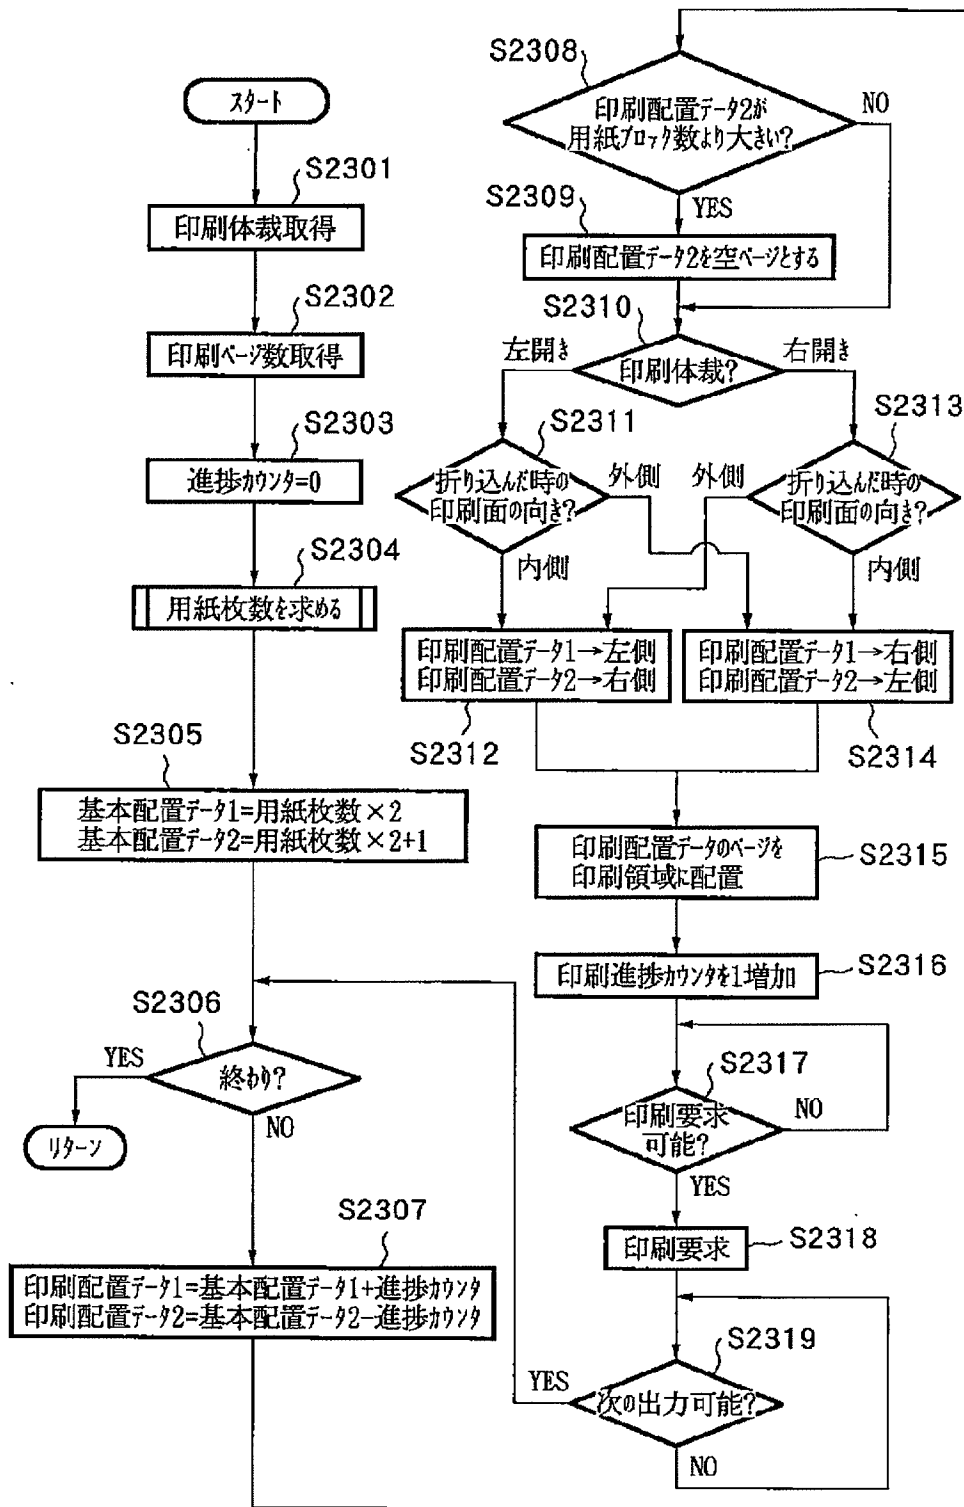 スタート
S2301
印刷体裁取得
S2302
印刷ページ数取得
S2303
進捗カウンタ=0
S2304
用紙枚数を求める
S2305
基本配置データ1=用紙枚数×2
基本配置データ2=用紙枚数×2+1
S2306
YES
終わり?
NO
リターン
S2307
印刷配置データ1=基本配置データ1+進捗カウンタ
印刷配置データ2=基本配置データ2-進捗カウンタ
S2308
印刷配置データ2が
用紙ブロック数より大きい?
NO
YES
S2309
印刷配置データ2を空ページとする
S2310
左開き
印刷体裁?
右開き
S2311
折り込んだ時の
印刷面の向き?
外側
内側
S2313
外側
折り込んだ時の
印刷面の向き?
内側
印刷配置データ1→左側
印刷配置データ2→右側
S2312
印刷配置データ1→右側
印刷配置データ2→左側
S2314
印刷配置データのページを
印刷領域に配置
S2315
印刷進捗カウンタを1増加
S2316
S2317
印刷要求
可能?
NO
YES
印刷要求
S2318
S2319
YES
次の出力可能?
NO